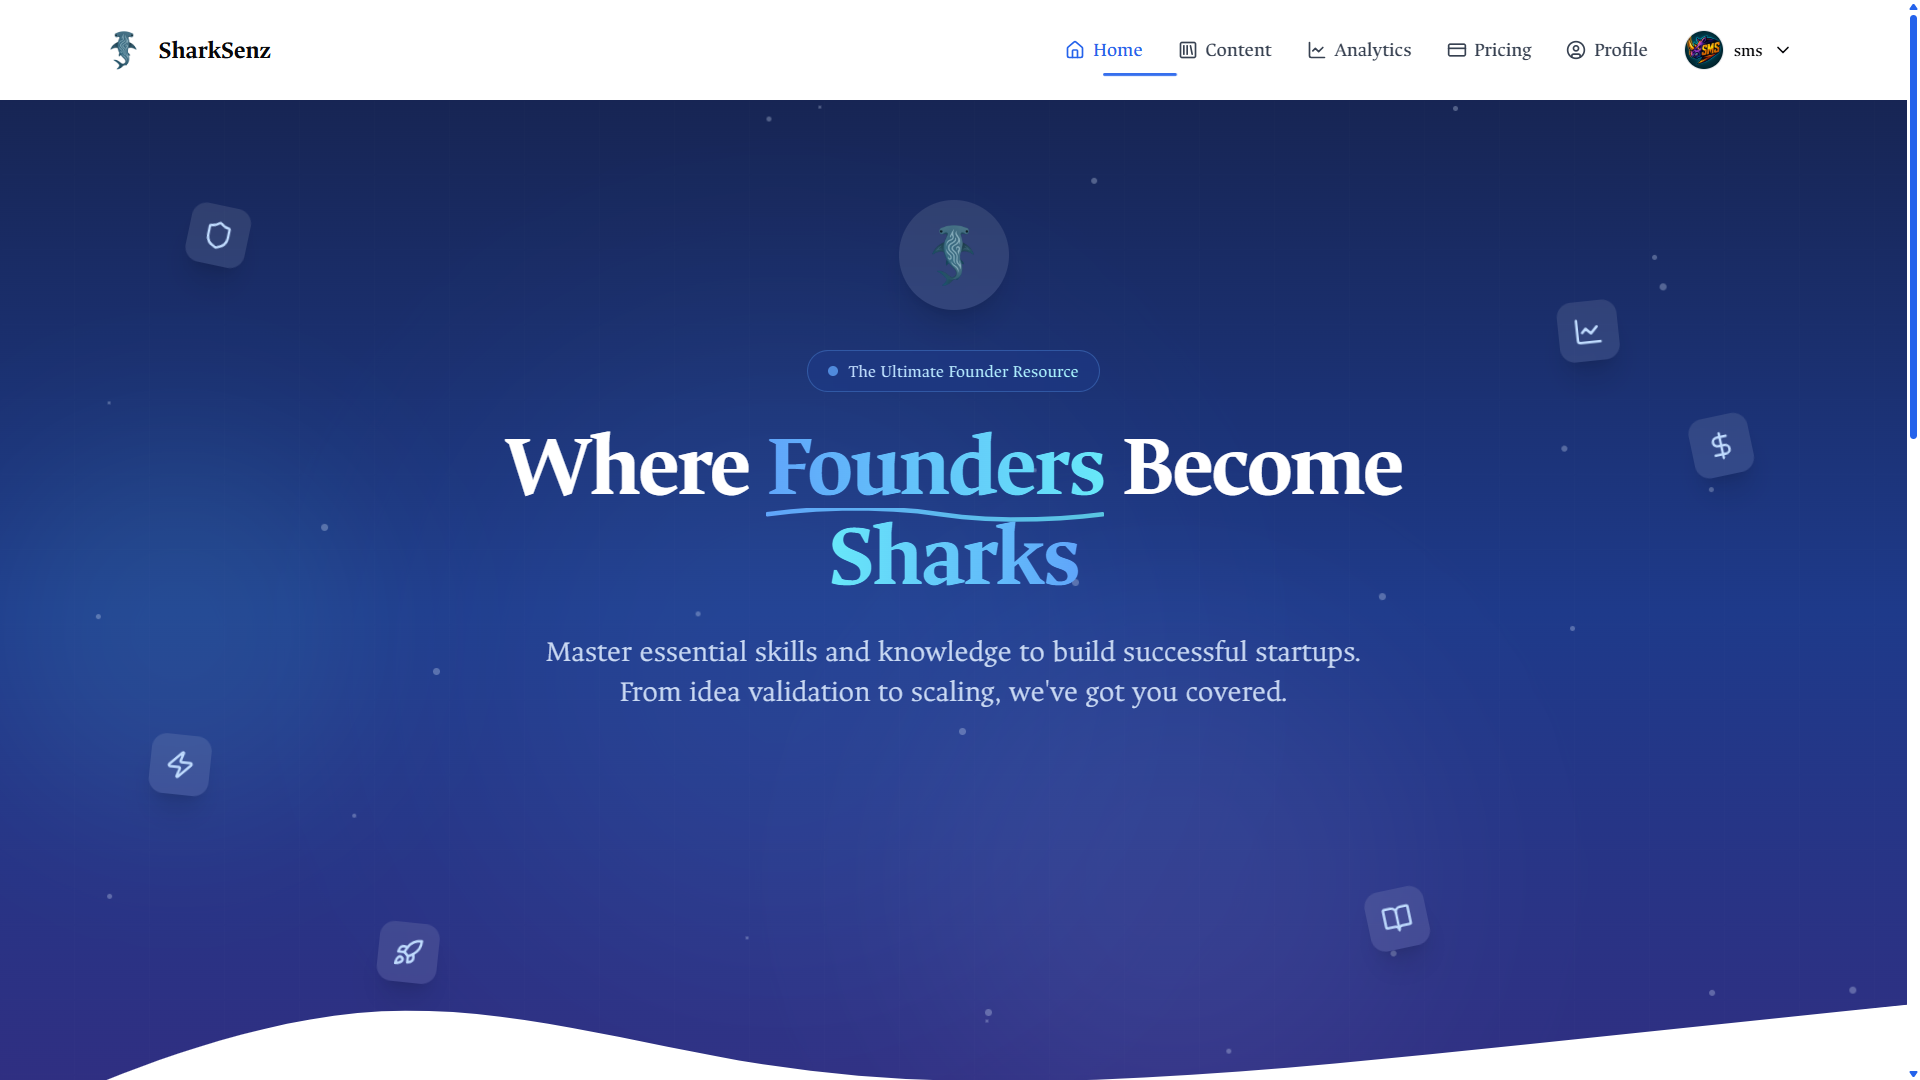 SharkSenz
Home
Content
Analytics
Pricing
Profile
SMS
sms
The Ultimate Founder Resource
Where Founders Become
Sharks
Master essential skills and knowledge to build successful startups.
From idea validation to scaling, we've got you covered.